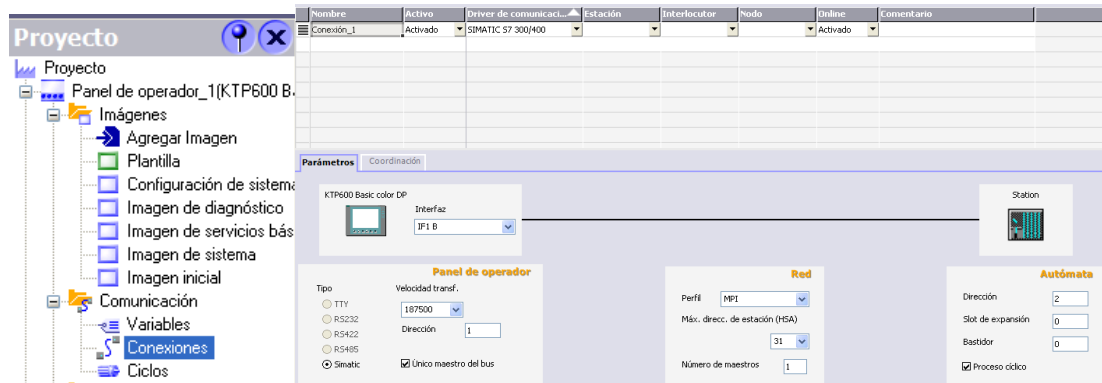 Proyecto
Proyecto
Panel de operador_1(KTP600 B
Imágenes
Agregar Imagen
Plantilla
Configuración de sistema
Imagen de diagnóstico
Imagen de servicios bás
Imagen de sistema
Imagen inicial
Comunicación
Variables
Conexiones
Ciclos
Nombre Activo Driver de comunicaci... Estación Interlocutor Nodo Online Comentario
Conexión_1 Activado SIMATIC S7 300/400 Activado
Parámetros Coordinación
KTP600 Basic color DP
Interfaz
IF1 B
Station
Panel de operador
Tipo
TTY
RS232
RS422
RS485
Simatic
Velocidad transf.
187500
Dirección 1
Único maestro del bus
Red
Perfil MPI
Máx. direcc. de estación (HSA)
31
Número de maestros 1
Autómata
Dirección 2
Slot de expansión 0
Bastidor 0
Proceso cíclico